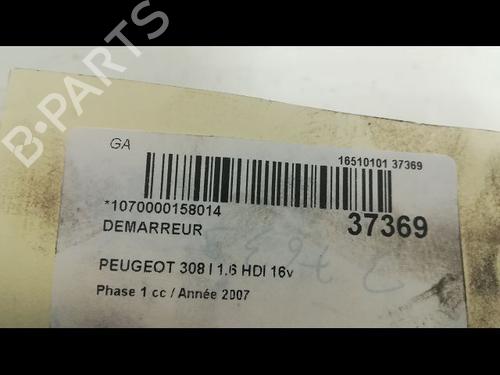 B-PARTS
GA
16510101 37369
*1070000158014
37369
DEMARREUR
PEUGEOT 308 I 1.6 HDI 16v
Phase 1 cc / Année 2007